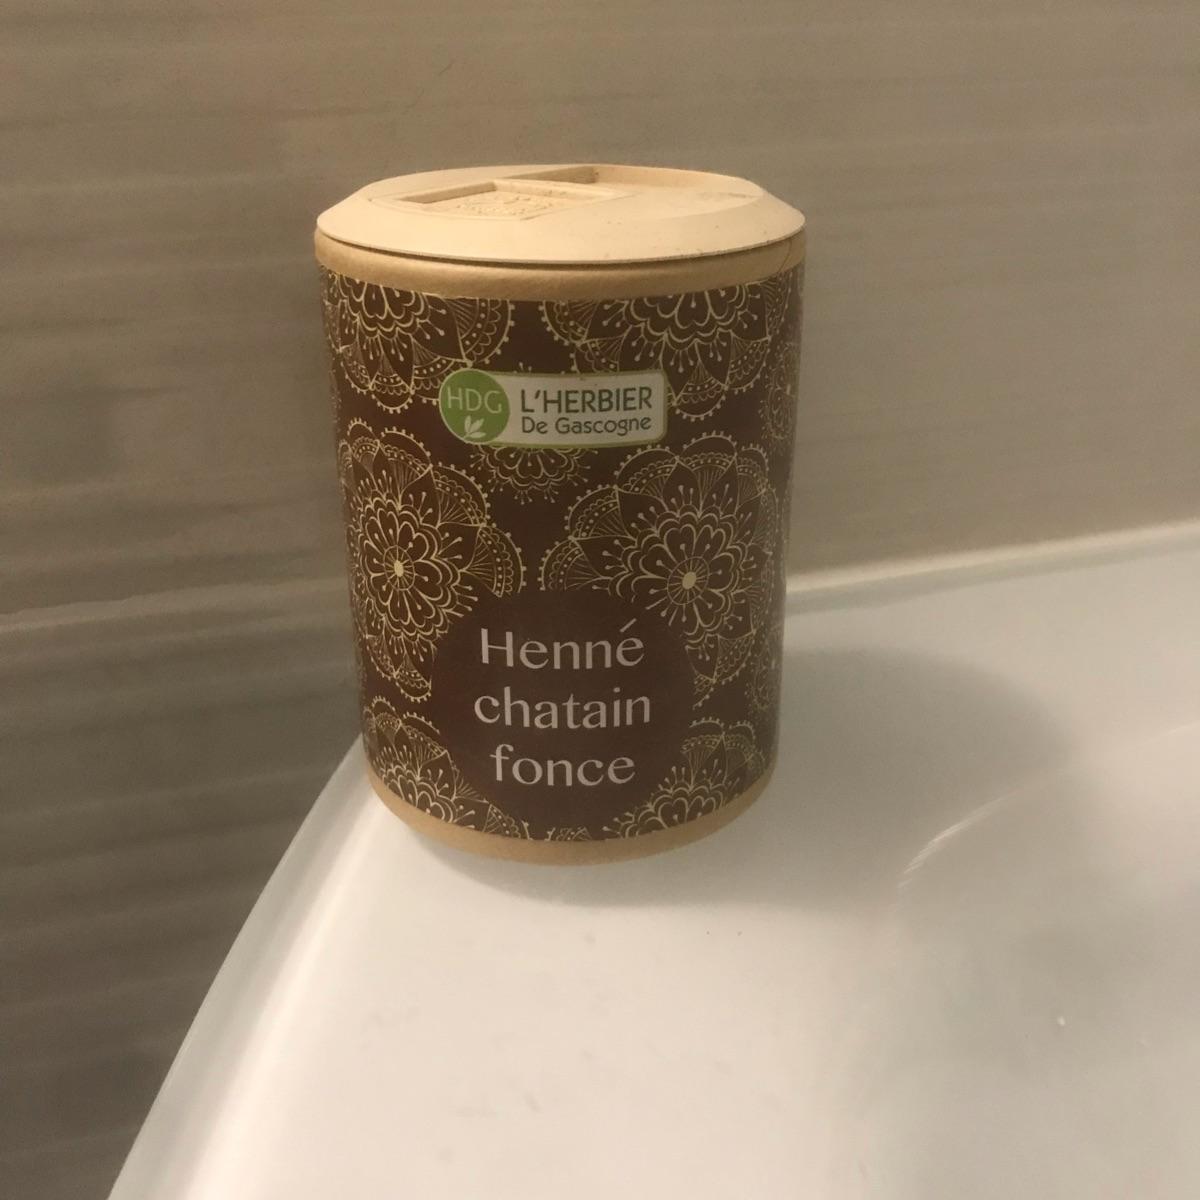 HDG
L'HERBIER
De Gascogne
Henné
chatain
fonce